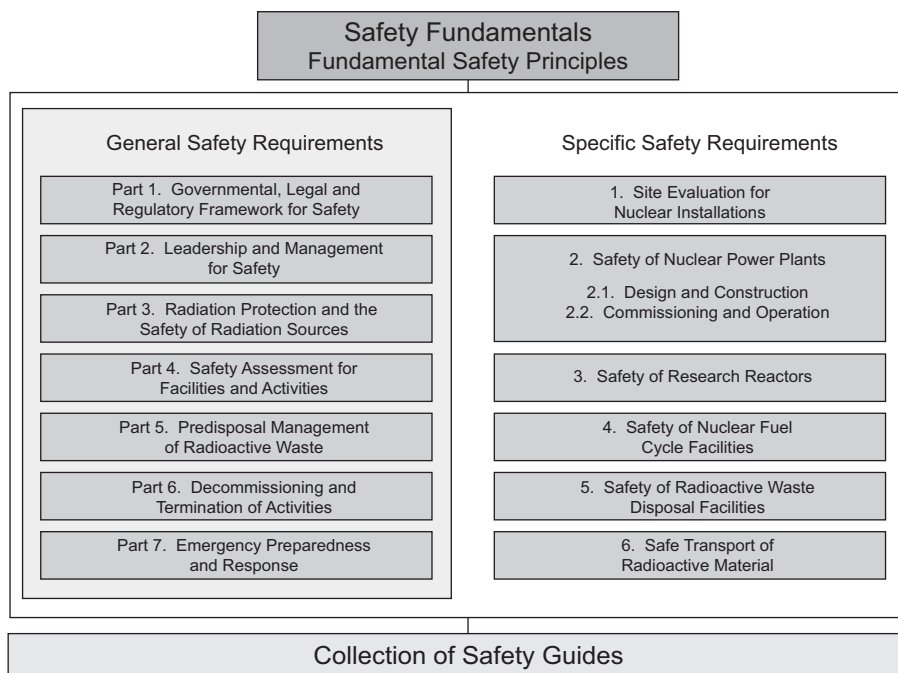 Safety Fundamentals
Fundamental Safety Principles
General Safety Requirements
Part 1. Governmental, Legal and
Regulatory Framework for Safety
Part 2. Leadership and Management
for Safety
Part 3. Radiation Protection and the
Safety of Radiation Sources
Part 4. Safety Assessment for
Facilities and Activities
Part 5. Predisposal Management
of Radioactive Waste
Part 6. Decommissioning and
Termination of Activities
Part 7. Emergency Preparedness
and Response
Specific Safety Requirements
1. Site Evaluation for
Nuclear Installations
2. Safety of Nuclear Power Plants
2.1. Design and Construction
2.2. Commissioning and Operation
3. Safety of Research Reactors
4. Safety of Nuclear Fuel
Cycle Facilities
5. Safety of Radioactive Waste
Disposal Facilities
6. Safe Transport of
Radioactive Material
Collection of Safety Guides